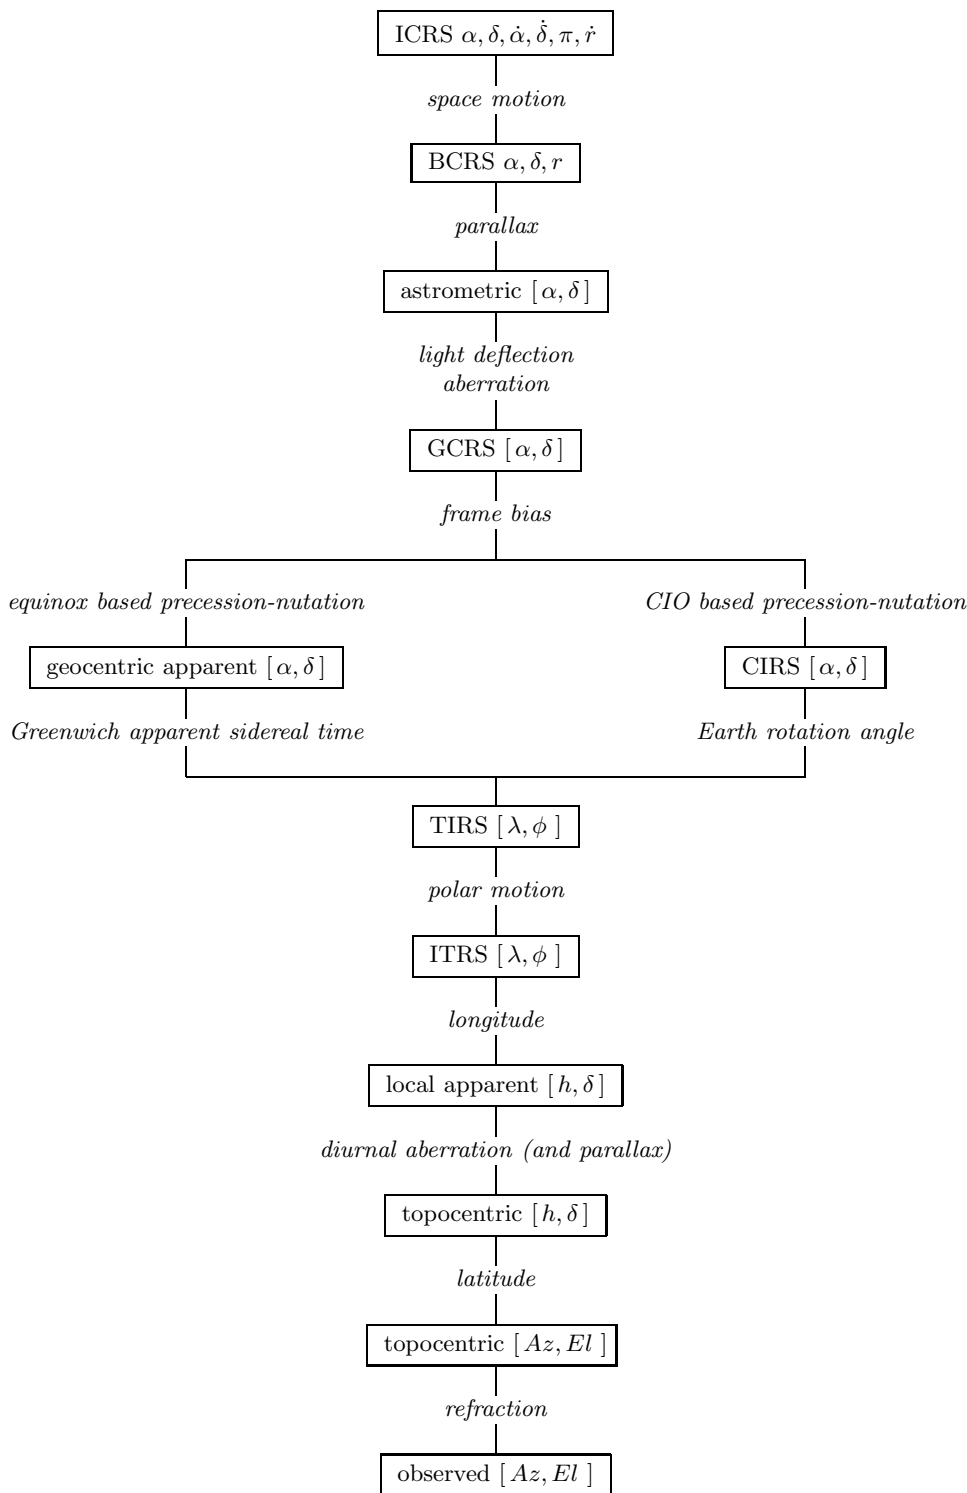 ICRS α, δ, α̇, δ̇, π, ṙ
space motion
BCRS α, δ, r
parallax
astrometric [ α, δ ]
light deflection
aberration
GCRS [ α, δ ]
frame bias
equinox based precession-nutation
CIO based precession-nutation
geocentric apparent [ α, δ ]
CIRS [ α, δ ]
Greenwich apparent sidereal time
Earth rotation angle
TIRS [ λ, ϕ ]
polar motion
ITRS [ λ, ϕ ]
longitude
local apparent [ h, δ ]
diurnal aberration (and parallax)
topocentric [ h, δ ]
latitude
topocentric [ Az, El ]
refraction
observed [ Az, El ]